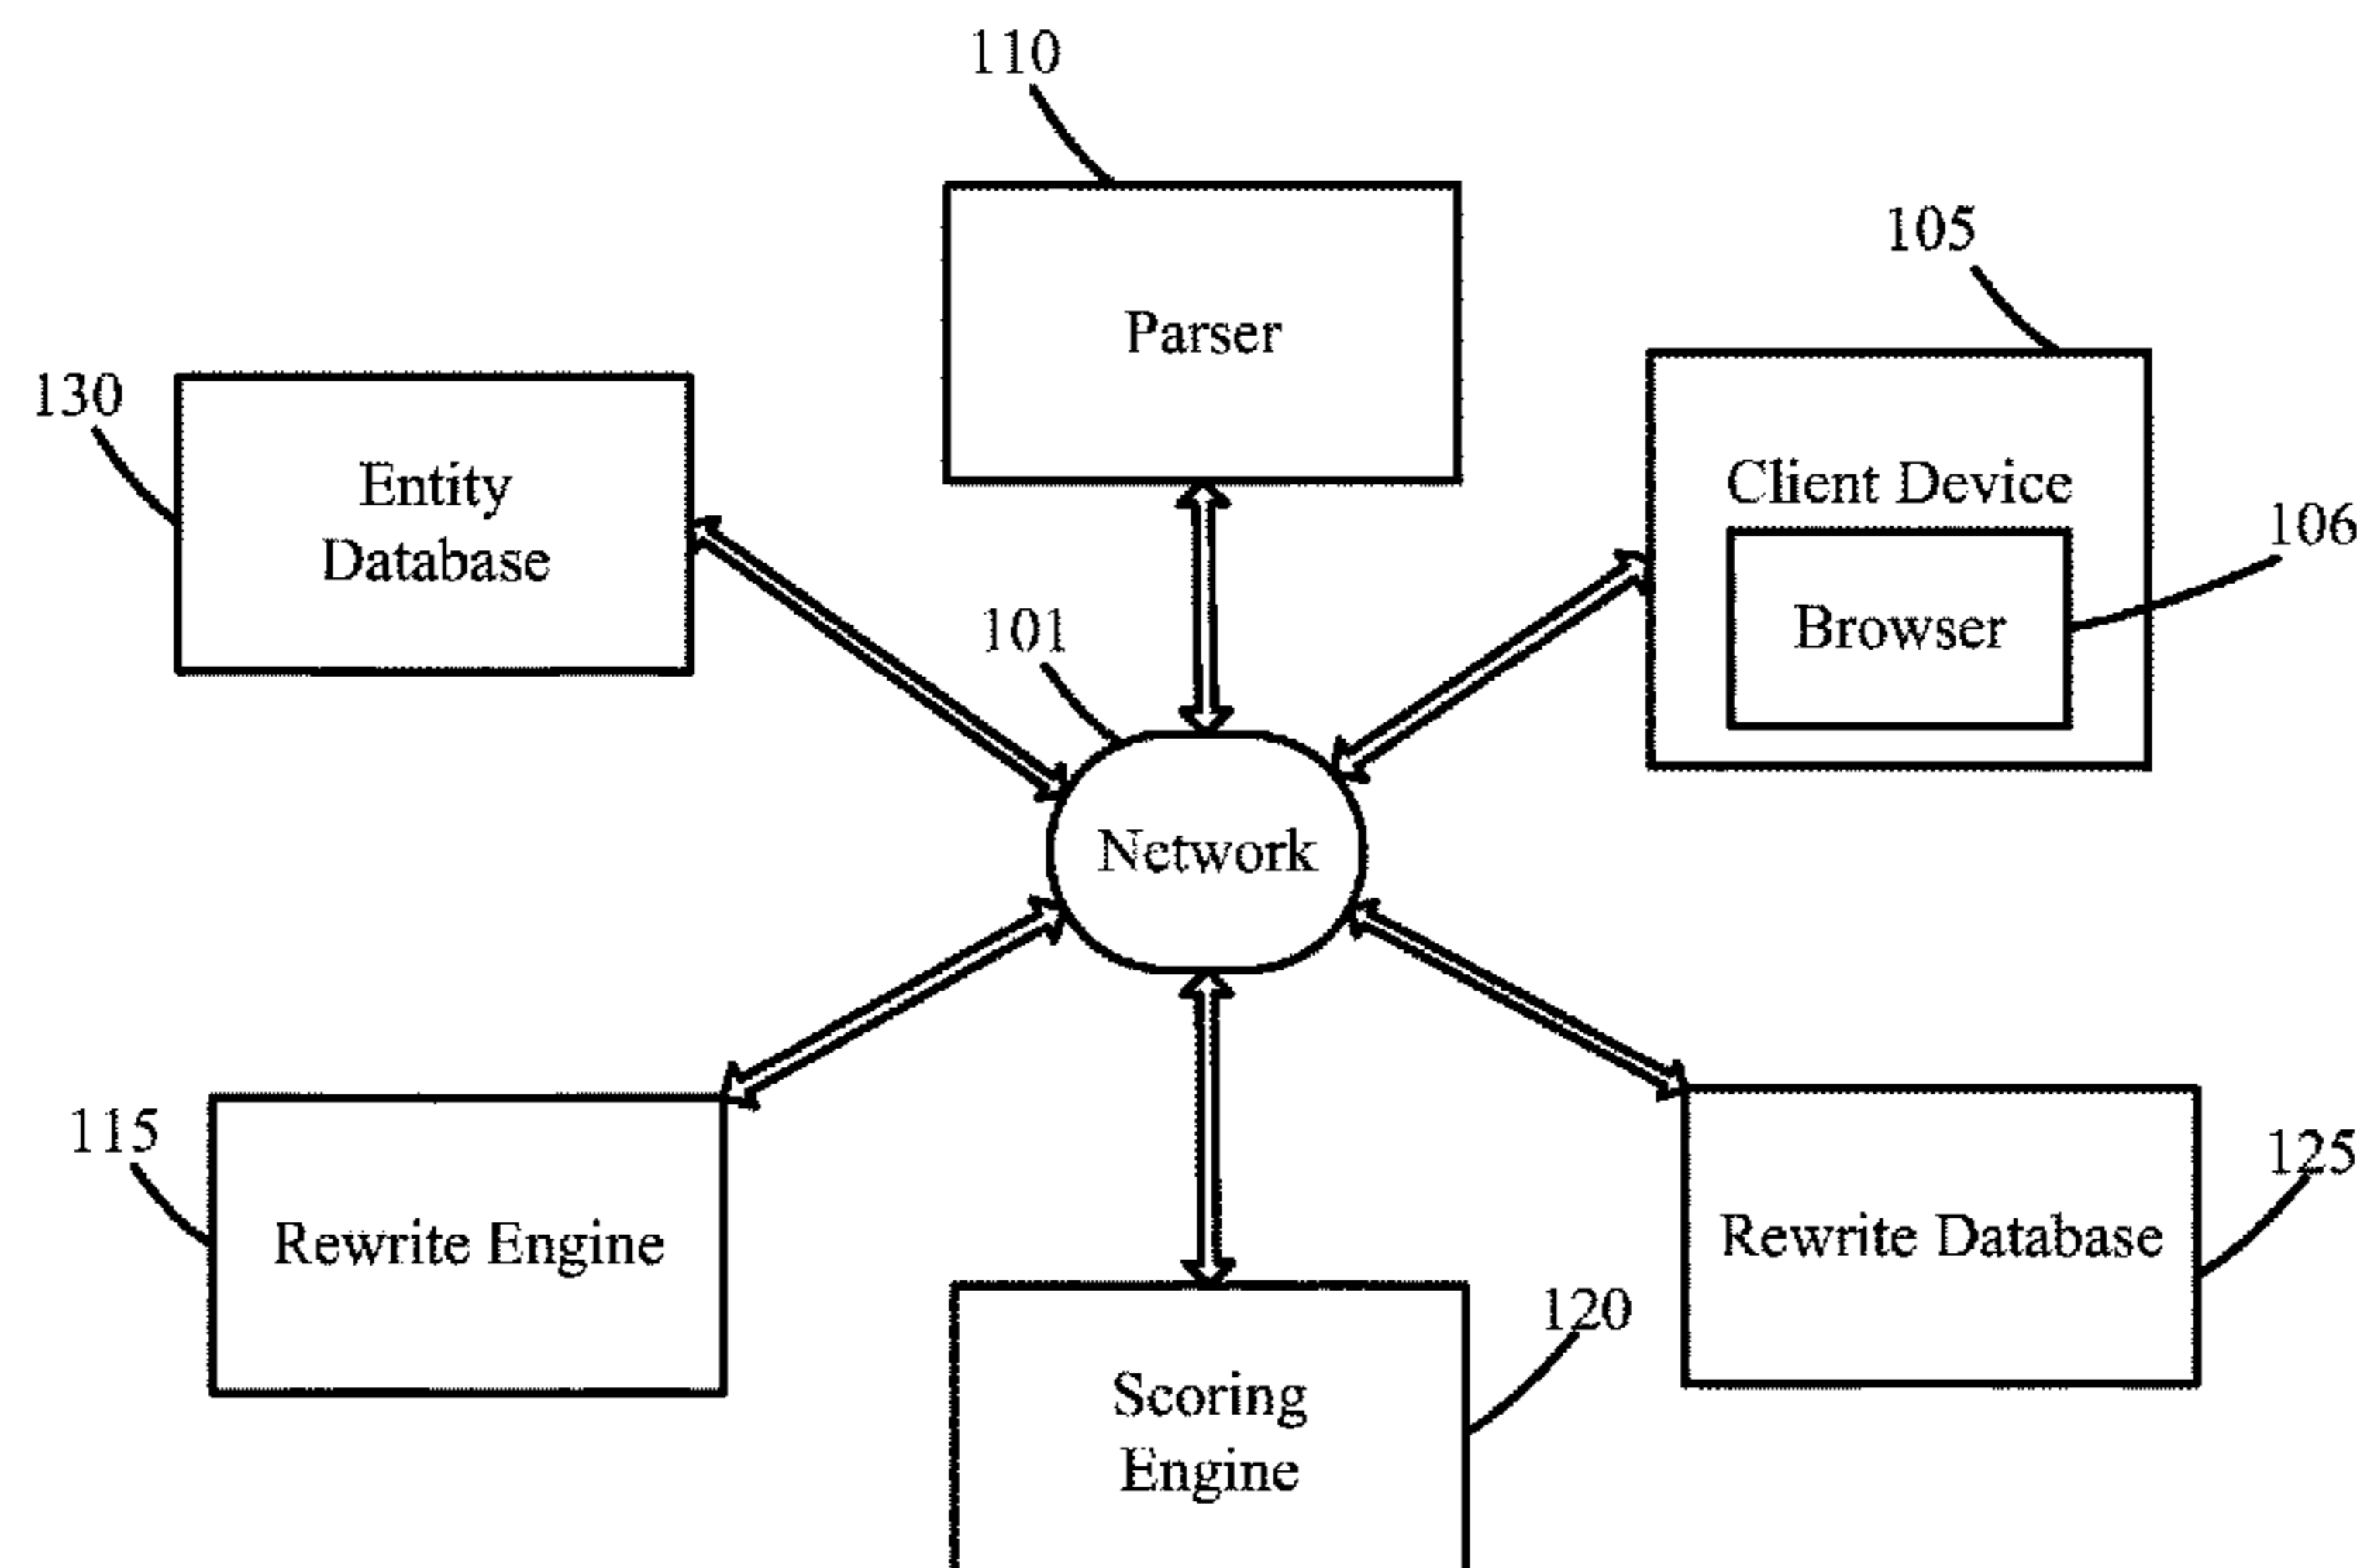 110
Parser
105
Client Device
106
Browser
130
Entity
Database
101
Network
115
Rewrite Engine
125
Rewrite Database
120
Scoring
Engine